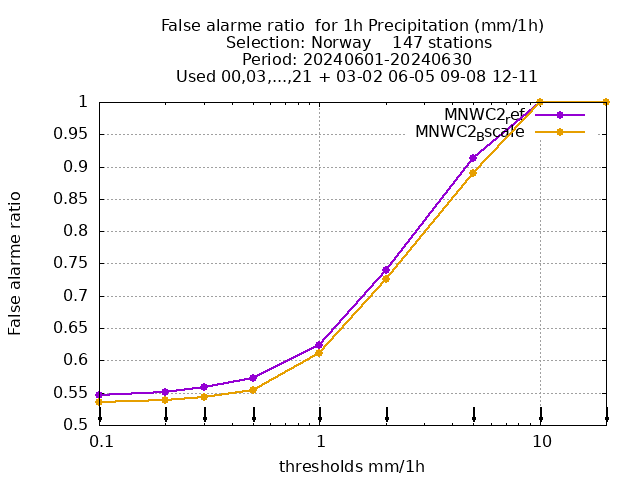 False alarme ratio  for 1h Precipitation (mm/1h)
Selection: Norway    147 stations
Period: 20240601-20240630
Used 00,03,...,21 + 03-02 06-05 09-08 12-11
MNWC2ref
MNWC2Bscale
1
0.95
0.9
0.85
0.8
0.75
0.7
0.65
0.6
0.55
0.5
False alarme ratio
0.1
1
10
thresholds mm/1h